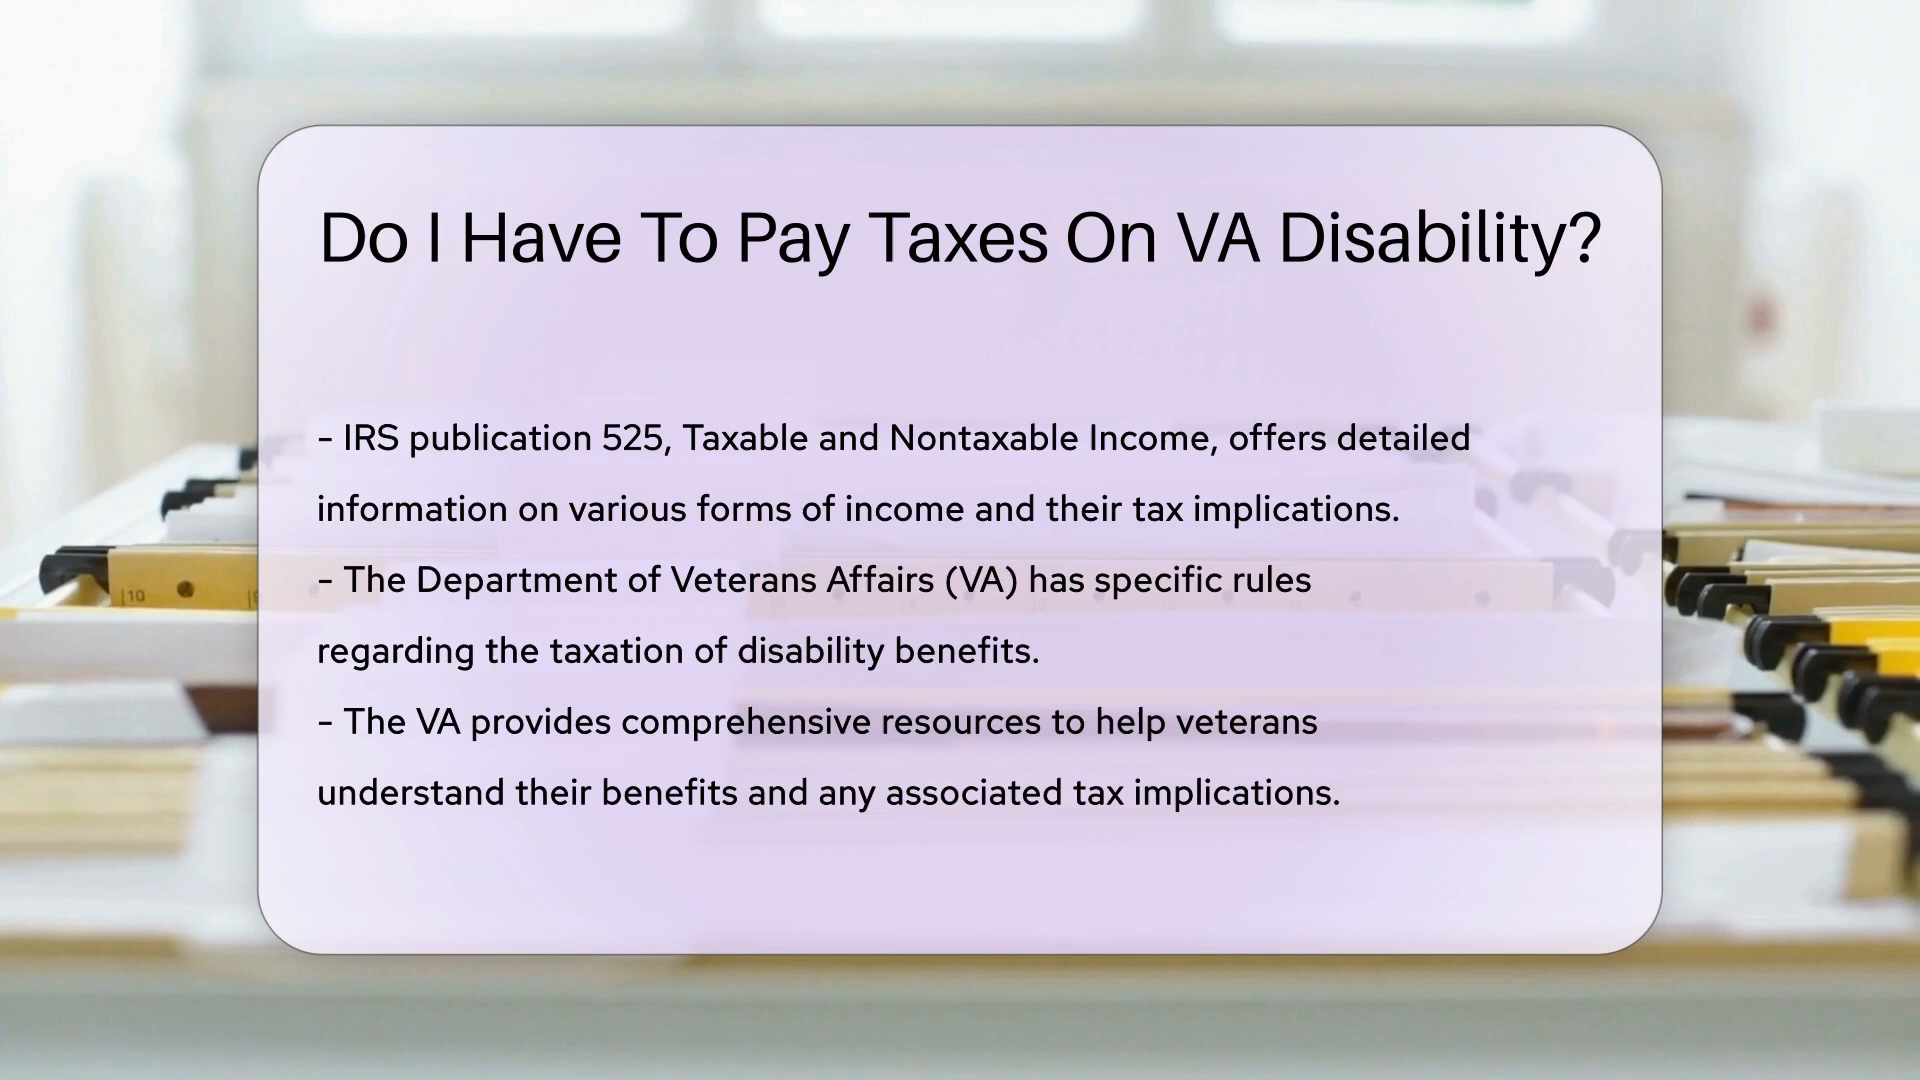 Do I Have To Pay Taxes On VA Disability?
- IRS publication 525, Taxable and Nontaxable Income, offers detailed
information on various forms of income and their tax implications.
- The Department of Veterans Affairs (VA) has specific rules
regarding the taxation of disability benefits.
- The VA provides comprehensive resources to help veterans
understand their benefits and any associated tax implications.
10